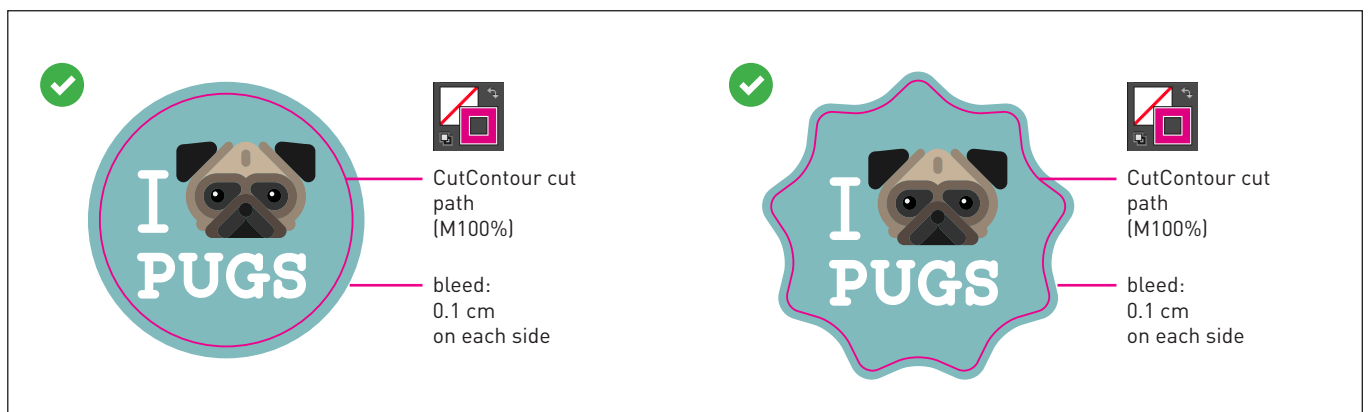 I
PUGS
CutContour cut
path
(M100%)
bleed:
0.1 cm
on each side
I
PUGS
CutContour cut
path
(M100%)
bleed:
0.1 cm
on each side